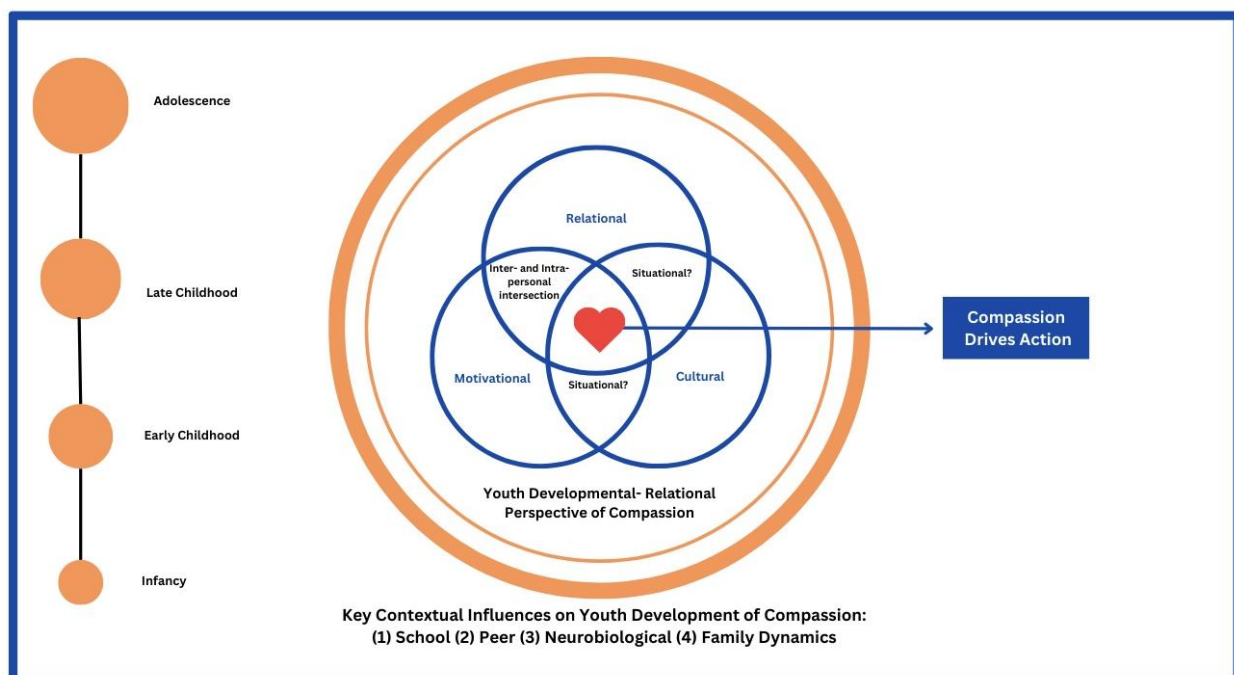 Adolescence
Late Childhood
Early Childhood
Infancy
Relational
Inter- and Intra-
personal
intersection
Situational?
Motivational
Situational?
Cultural
Youth Developmental- Relational
Perspective of Compassion
Compassion
Drives Action
Key Contextual Influences on Youth Development of Compassion:
(1) School (2) Peer (3) Neurobiological (4) Family Dynamics